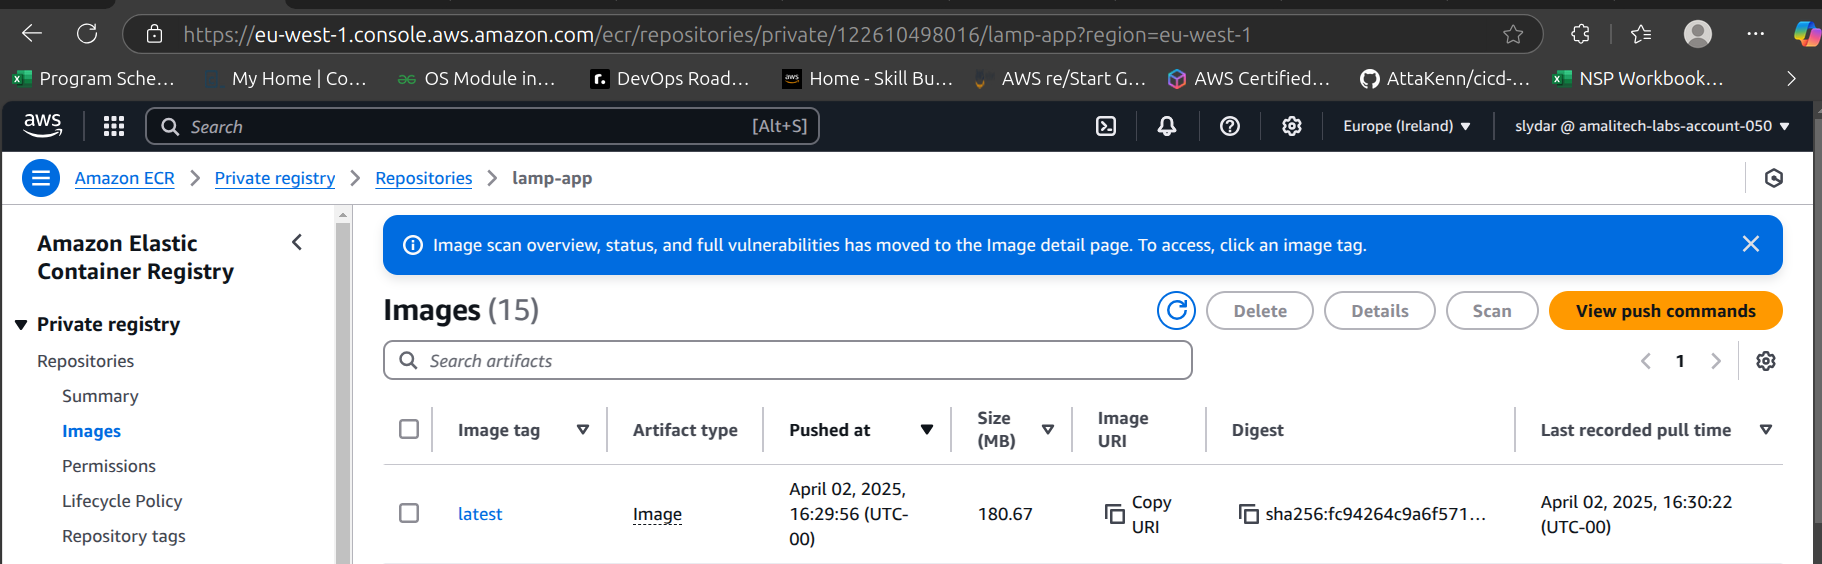 https://eu-west-1.console.aws.amazon.com/ecr/repositories/private/122610498016/lamp-app?region=eu-west-1
Program Sche...
My Home | Co...
OS Module in...
r.
DevOps Road...
aws
Home - Skill Bu...
AWS re/Start G...
AWS Certified...
AttaKenn/cicd-...
NSP Workbook...
aws
Search
[Alt+S]
Europe (Ireland)
slydar @ amalitech-labs-account-050
Amazon ECR
Private registry
Repositories
lamp-app
Amazon Elastic
Container Registry
Private registry
Repositories
Summary
Images
Permissions
Lifecycle Policy
Repository tags
Image scan overview, status, and full vulnerabilities has moved to the Image detail page. To access, click an image tag.
Images (15)
Delete
Details
Scan
View push commands
Search artifacts
1
Image tag
Artifact type
Pushed at
Size
(MB)
Image
URI
Digest
Last recorded pull time
latest
Image
April 02, 2025,
16:29:56 (UTC-
00)
180.67
Copy
URI
sha256:fc94264c9a6f571...
April 02, 2025, 16:30:22
(UTC-00)